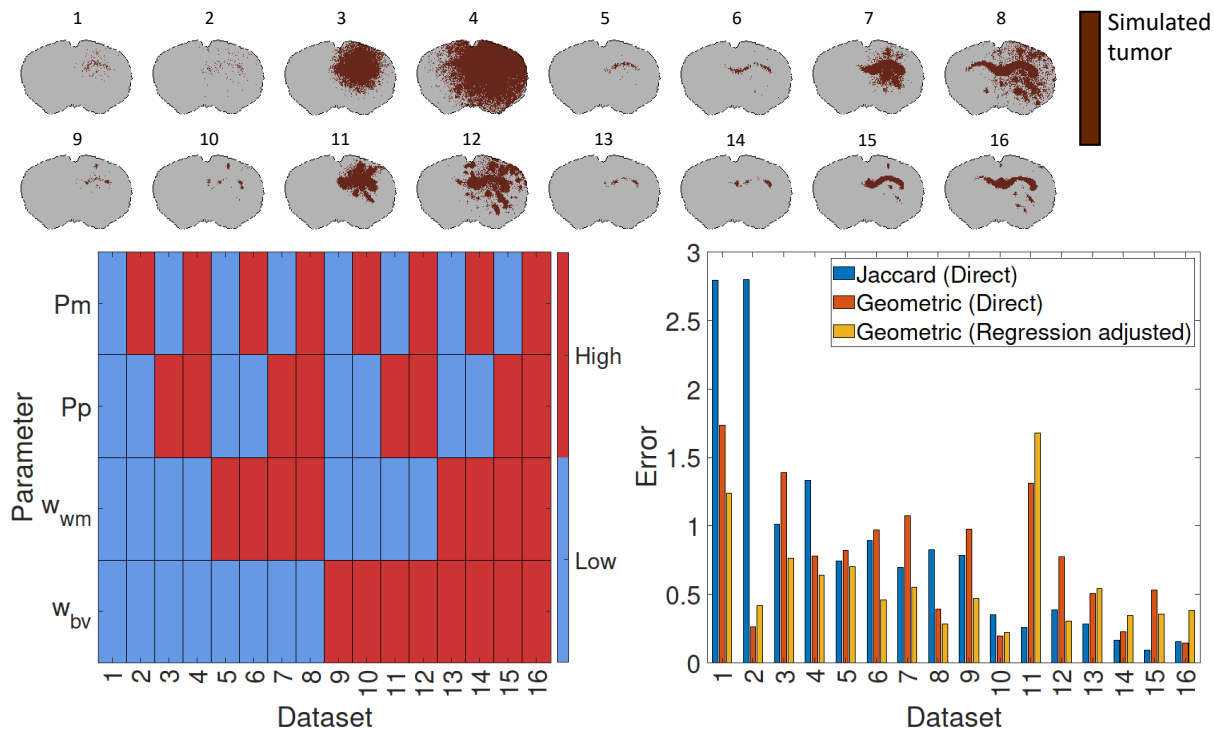 1 2 3 4 5 6 7 8
Simulated
tumor
9 10 11 12 13 14 15 16
Parameter
Pm
Pp
w_wm
w_bv
High
Low
1 2 3 4 5 6 7 8 9 10 11 12 13 14 15 16
Dataset
Error
3
2.5
2
1.5
1
0.5
0
Jaccard (Direct)
Geometric (Direct)
Geometric (Regression adjusted)
1 2 3 4 5 6 7 8 9 10 11 12 13 14 15 16
Dataset